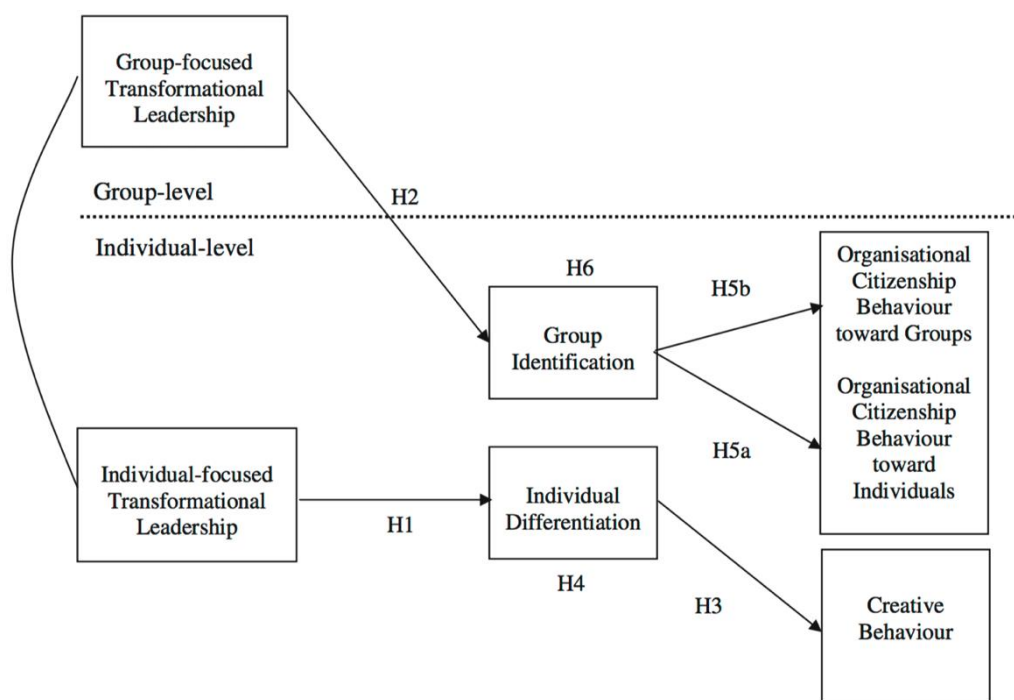 Group-focused
Transformational
Leadership
Group-level
H2
Individual-level
H6
Group
Identification
H5b
H5a
Organisational
Citizenship
Behaviour
toward Groups
Organisational
Citizenship
Behaviour
toward
Individuals
Individual-focused
Transformational
Leadership
H1
Individual
Differentiation
H4
H3
Creative
Behaviour